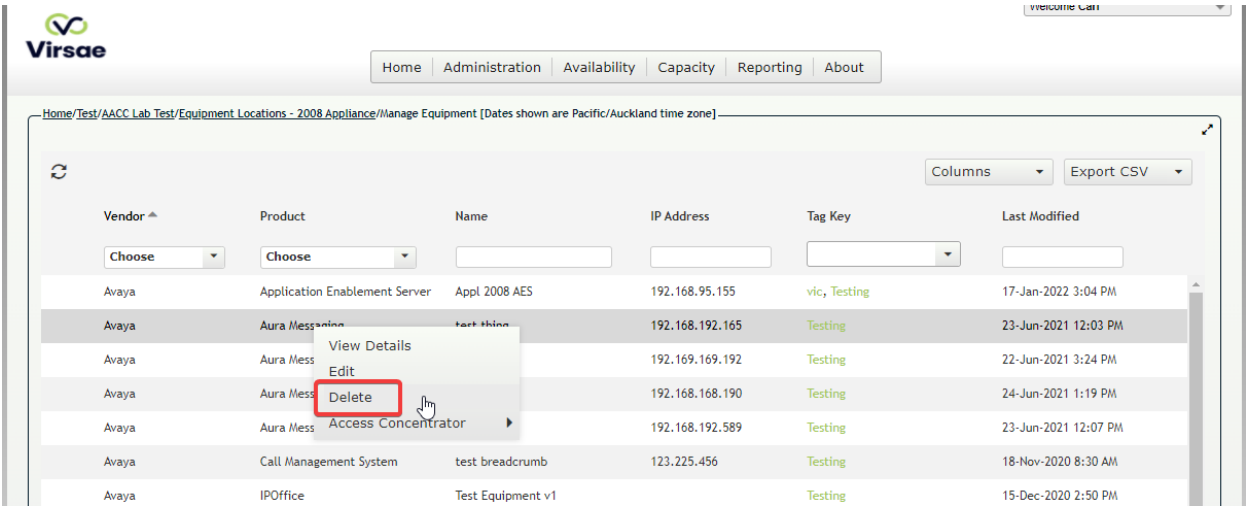 Welcome Carl
Virsae
Home Administration Availability Capacity Reporting About
Home/Test/AACC Lab Test/Equipment Locations - 2008 Appliance/Manage Equipment [Dates shown are Pacific/Auckland time zone]
Columns Export CSV
Vendor Product Name IP Address Tag Key Last Modified
Choose Choose
Avaya Application Enablement Server Appl 2008 AES 192.168.95.155 vic, Testing 17-Jan-2022 3:04 PM
Avaya Aura Messaging test thing 192.168.192.165 Testing 23-Jun-2021 12:03 PM
View Details
Avaya Aura Mess 192.169.169.192 Testing 22-Jun-2021 3:24 PM
Edit
Avaya Aura Mess 192.168.168.190 Testing 24-Jun-2021 1:19 PM
Delete
Avaya Aura Mess 192.168.192.589 Testing 23-Jun-2021 12:07 PM
Access Concentrator
Avaya Call Management System test breadcrumb 123.225.456 Testing 18-Nov-2020 8:30 AM
Avaya IPOffice Test Equipment v1 Testing 15-Dec-2020 2:50 PM